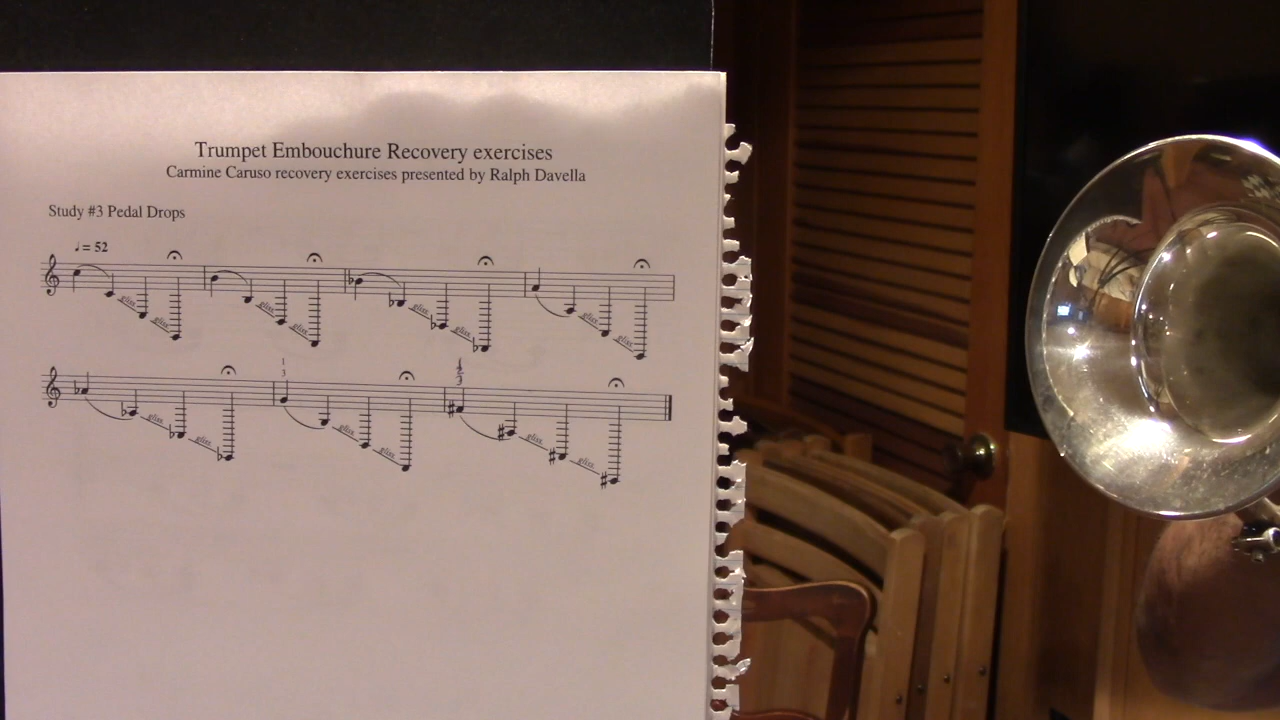 Trumpet Embouchure Recovery exercises
Carmine Caruso recovery exercises presented by Ralph Davella
Study #3 Pedal Drops
♩ = 52
gliss. gliss. gliss. gliss. gliss. gliss. gliss. gliss.
1
3
1
2
3
gliss. gliss. gliss. gliss. gliss. gliss.